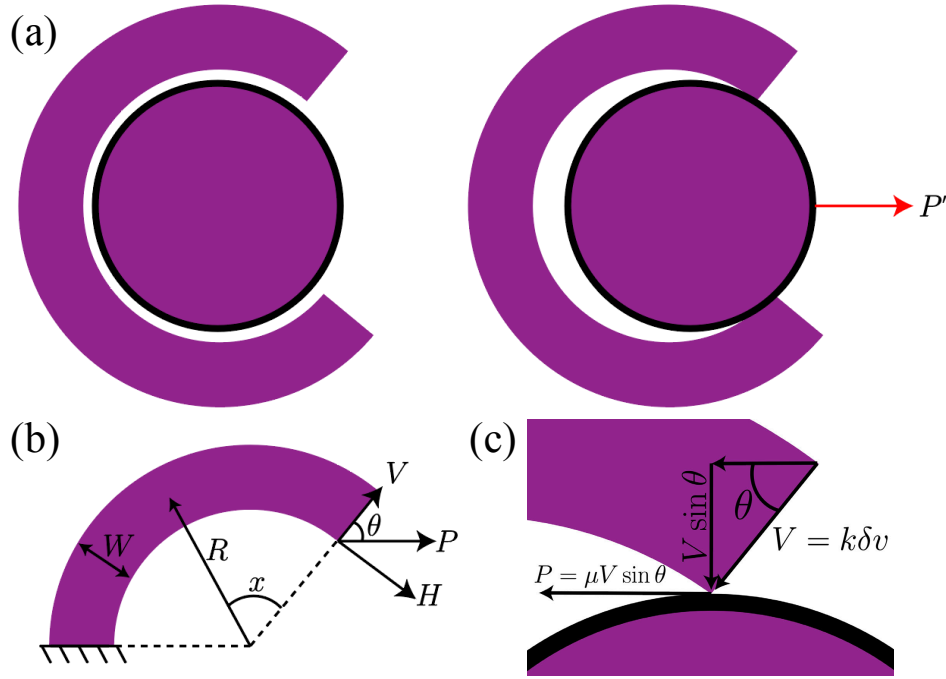 (a)
P′
(b)
V
θ
P
W
R
x
H
(c)
V sin θ
θ
V = kδv
P = μV sin θ